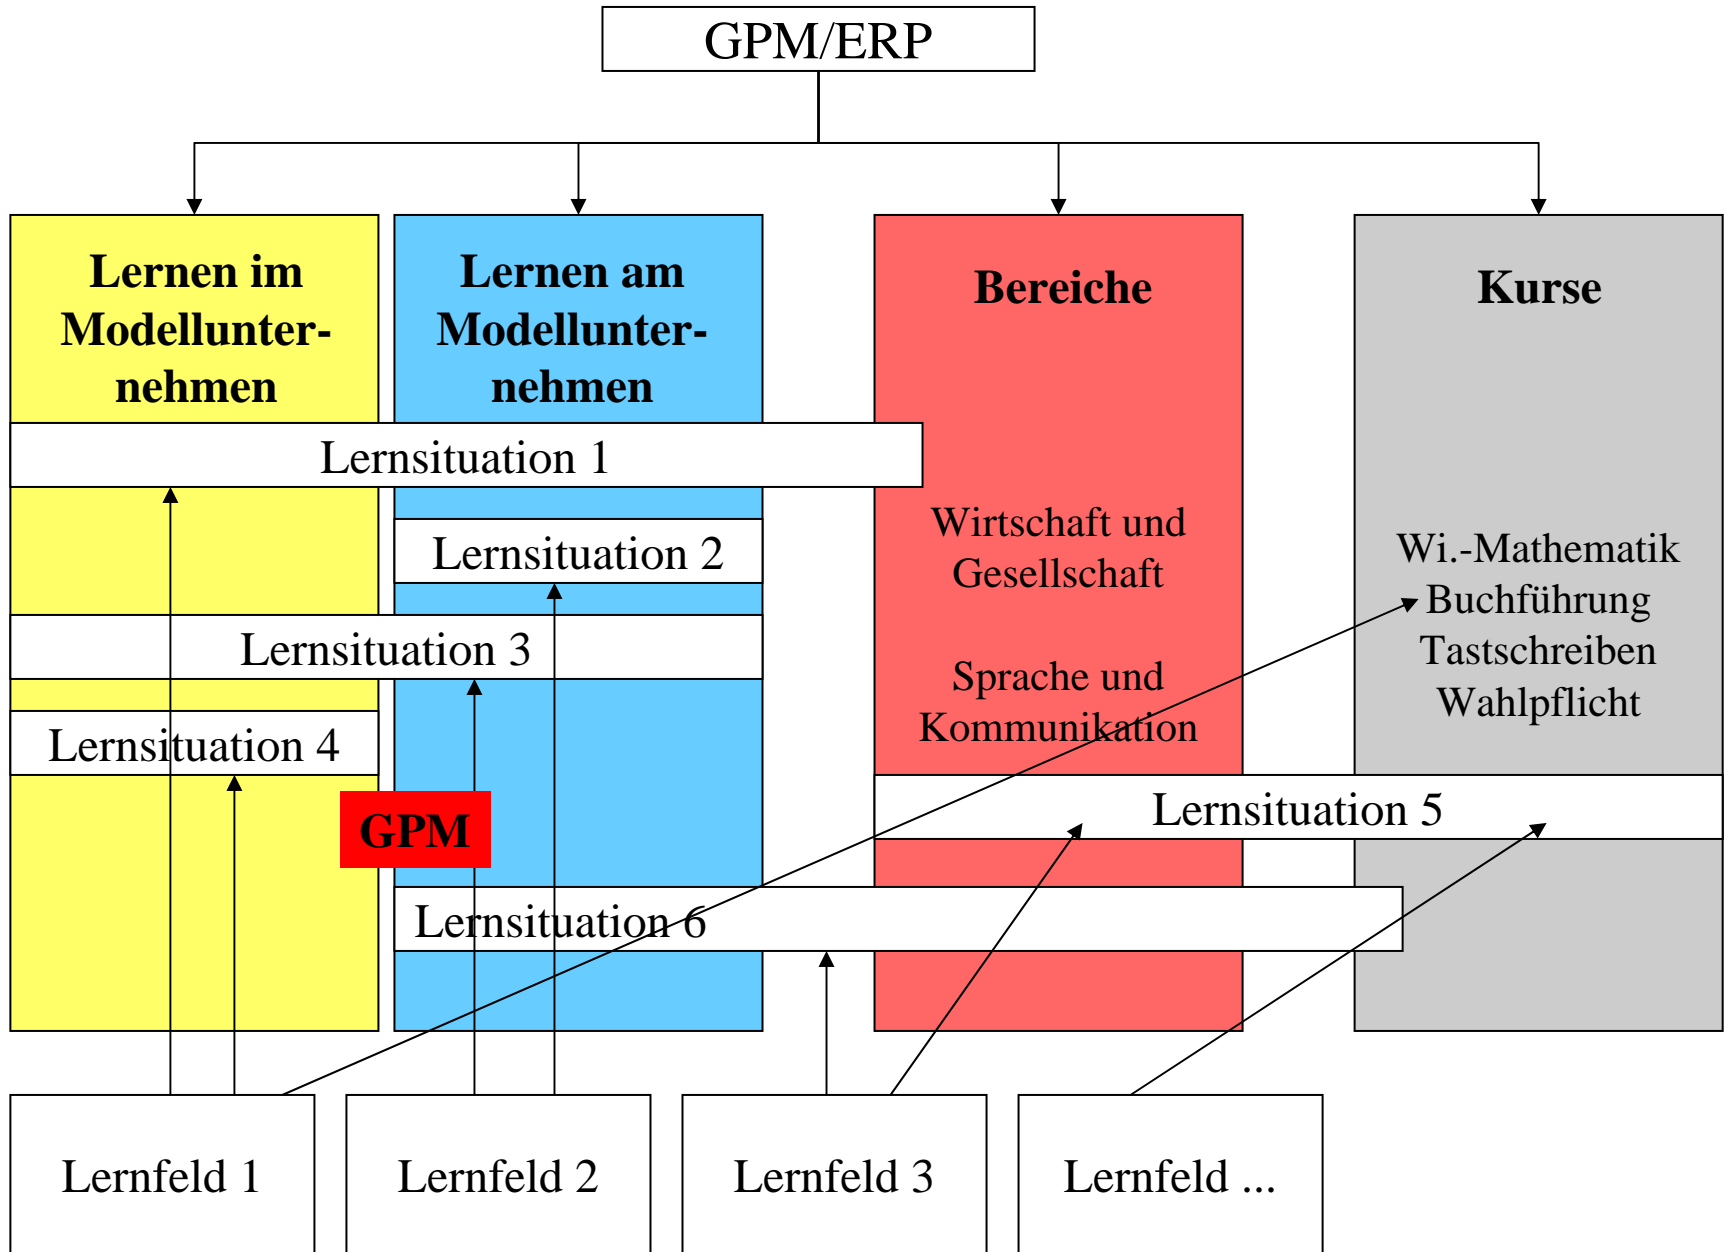 GPM/ERP
Lernen im
Modellunter-
nehmen
Lernen am
Modellunter-
nehmen
Bereiche
Kurse
Lernsituation 1
Wirtschaft und
Gesellschaft
Lernsituation 2
Wi.-Mathematik
Buchführung
Tastschreiben
Wahlpflicht
Lernsituation 3
Sprache und
Kommunikation
Lernsituation 4
Lernsituation 5
GPM
Lernsituation 6
Lernfeld 1
Lernfeld 2
Lernfeld 3
Lernfeld ...